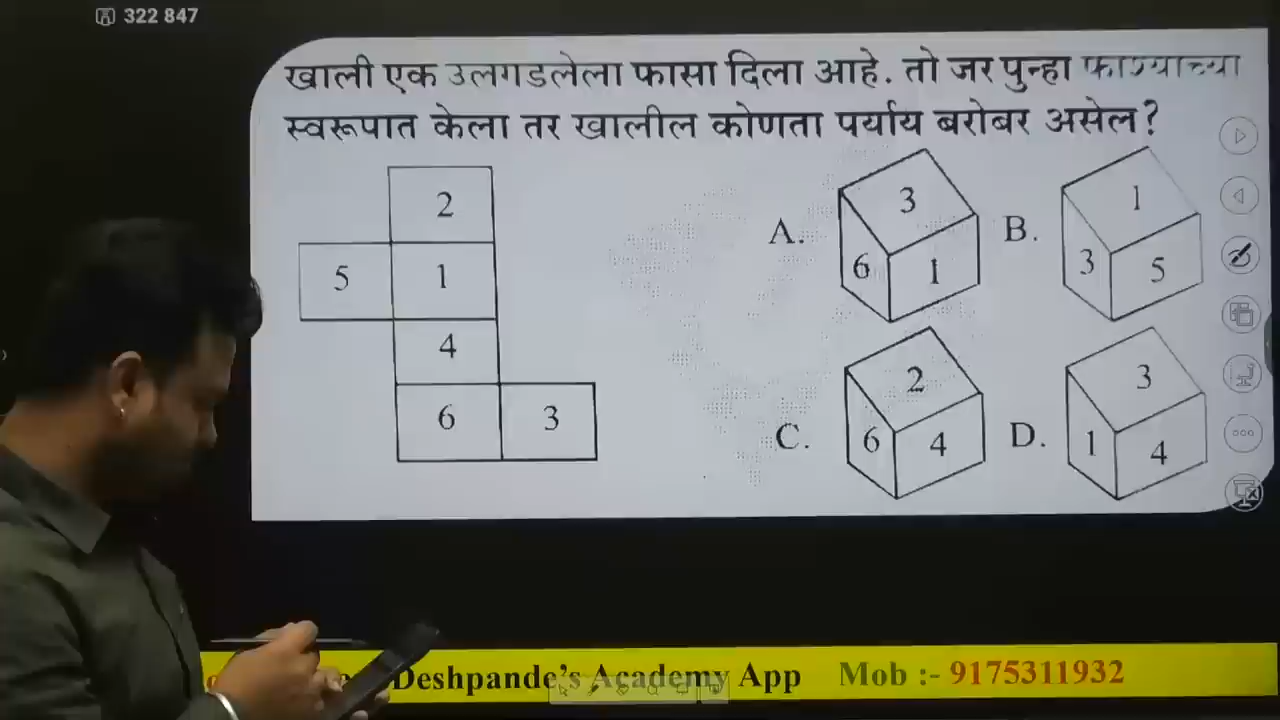 322 847
खाली एक उलगडलेला फासा दिला आहे. तो जर पुन्हा फाश्याच्या
स्वरूपात केला तर खालील कोणता पर्याय बरोबर असेल?
2
5 1
4
6 3
A. 3 6 1
B. 1 3 5
C. 2 6 4
D. 3 1 4
Deshpande's Academy App Mob :- 9175311932